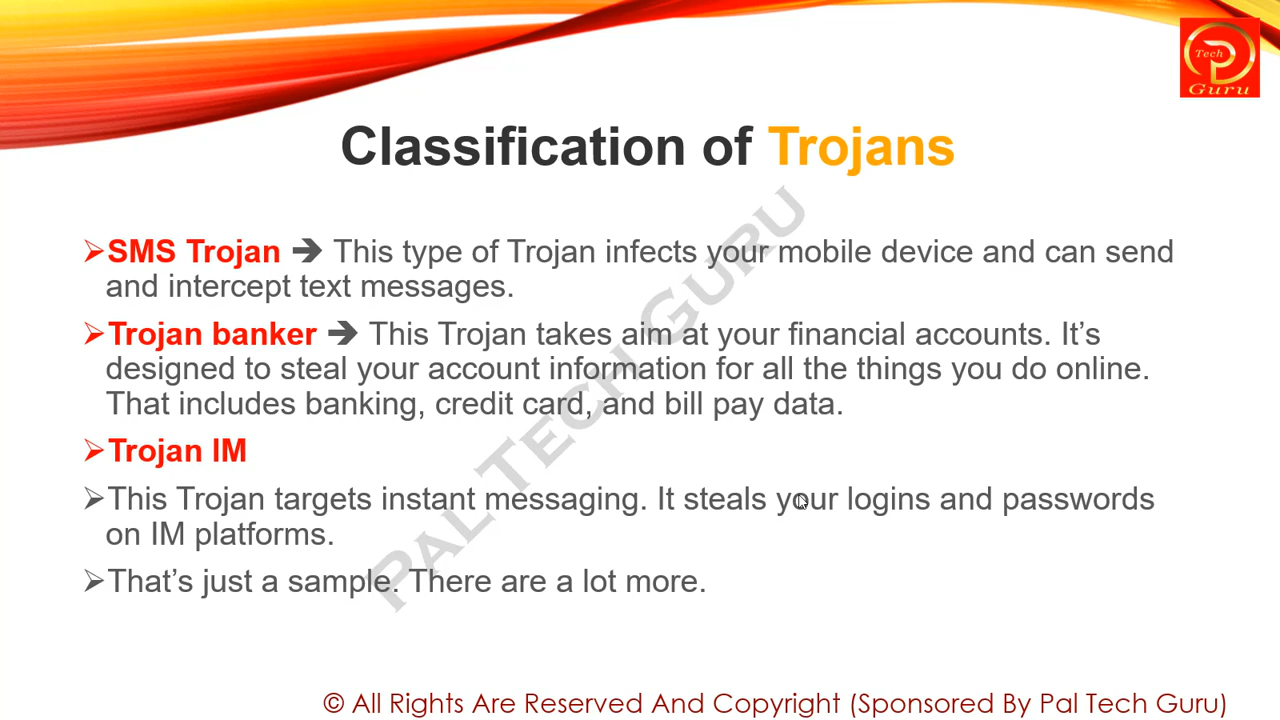 Tech
Guru
Classification of Trojans
➢SMS Trojan ➔ This type of Trojan infects your mobile device and can send
and intercept text messages.
➢Trojan banker ➔ This Trojan takes aim at your financial accounts. It’s
designed to steal your account information for all the things you do online.
That includes banking, credit card, and bill pay data.
➢Trojan IM
➢This Trojan targets instant messaging. It steals your logins and passwords
on IM platforms.
➢That’s just a sample. There are a lot more.
PAL TECH GURU
© All Rights Are Reserved And Copyright (Sponsored By Pal Tech Guru)